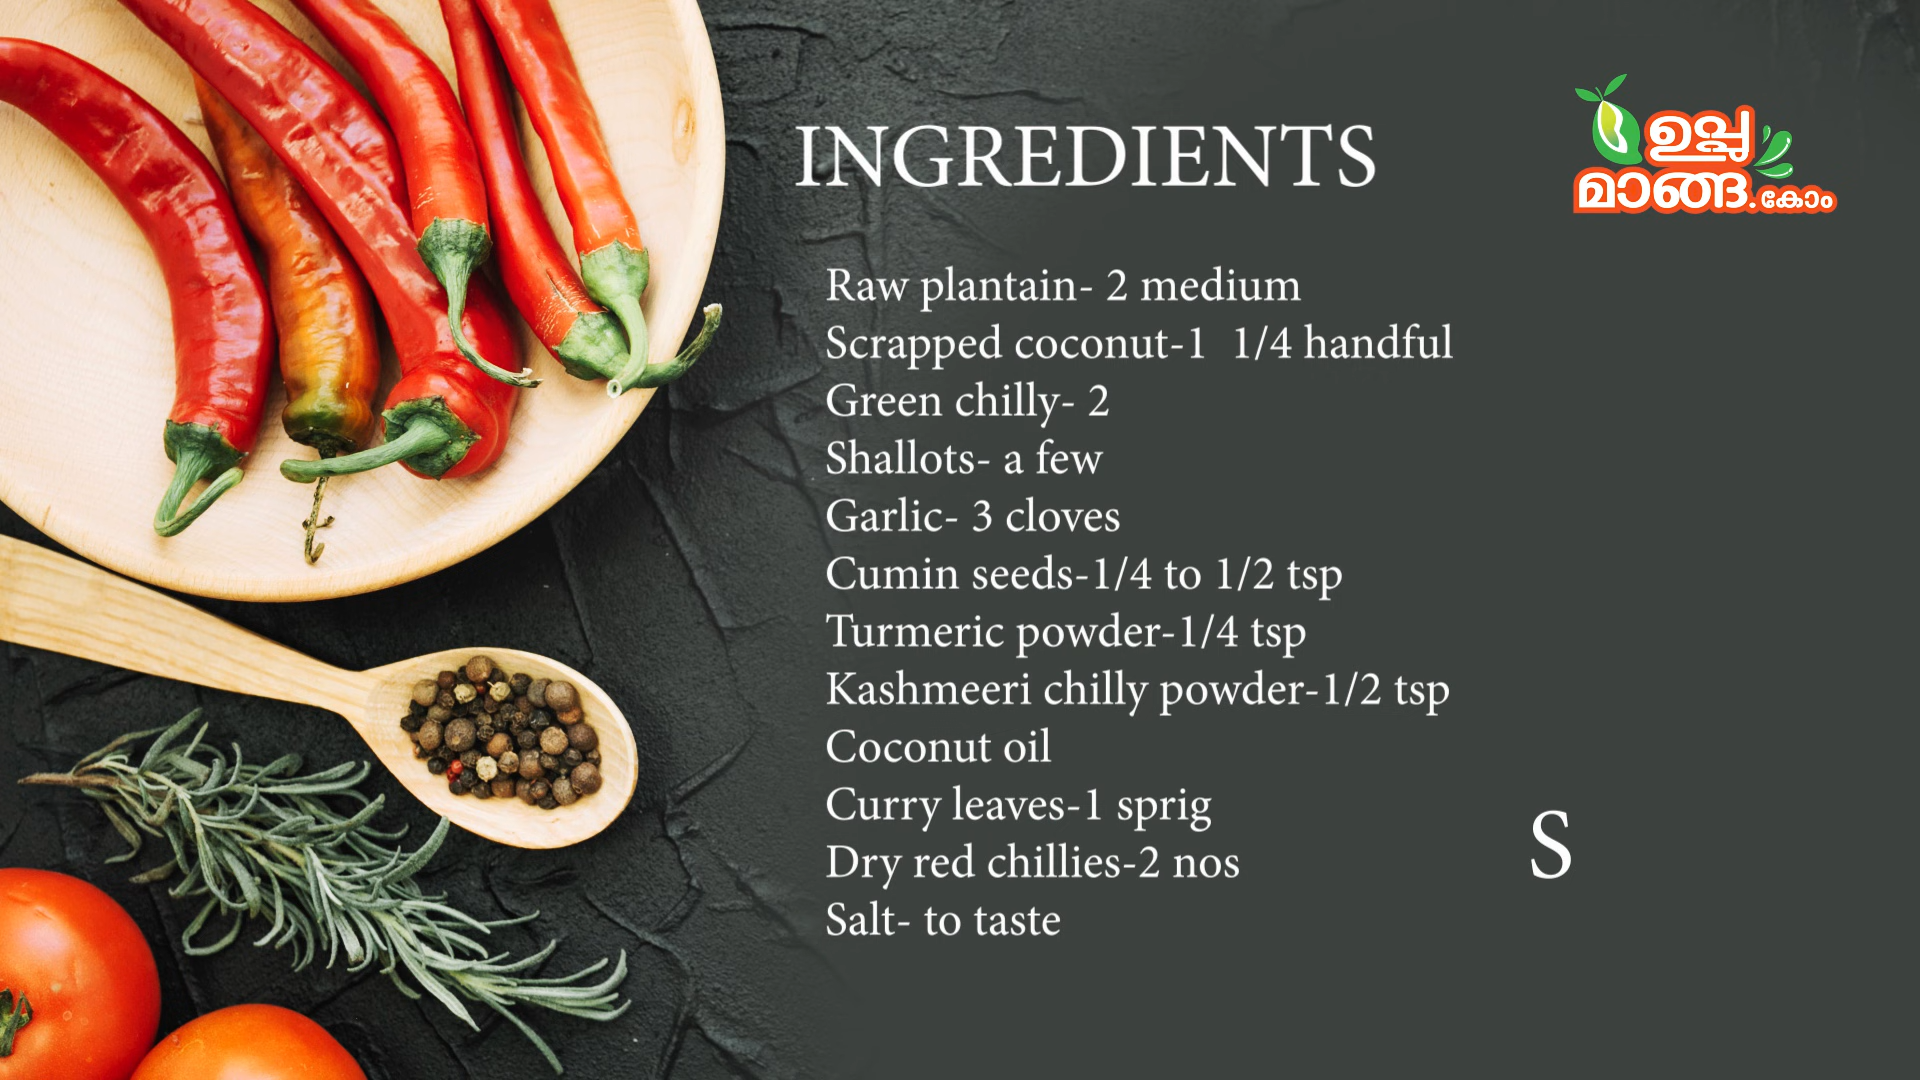 INGREDIENTS
ഉപ്പു
മാങ്ങ.കോം
Raw plantain- 2 medium
Scrapped coconut-1  1/4 handful
Green chilly- 2
Shallots- a few
Garlic- 3 cloves
Cumin seeds-1/4 to 1/2 tsp
Turmeric powder-1/4 tsp
Kashmeeri chilly powder-1/2 tsp
Coconut oil
Curry leaves-1 sprig
Dry red chillies-2 nos
S
Salt- to taste